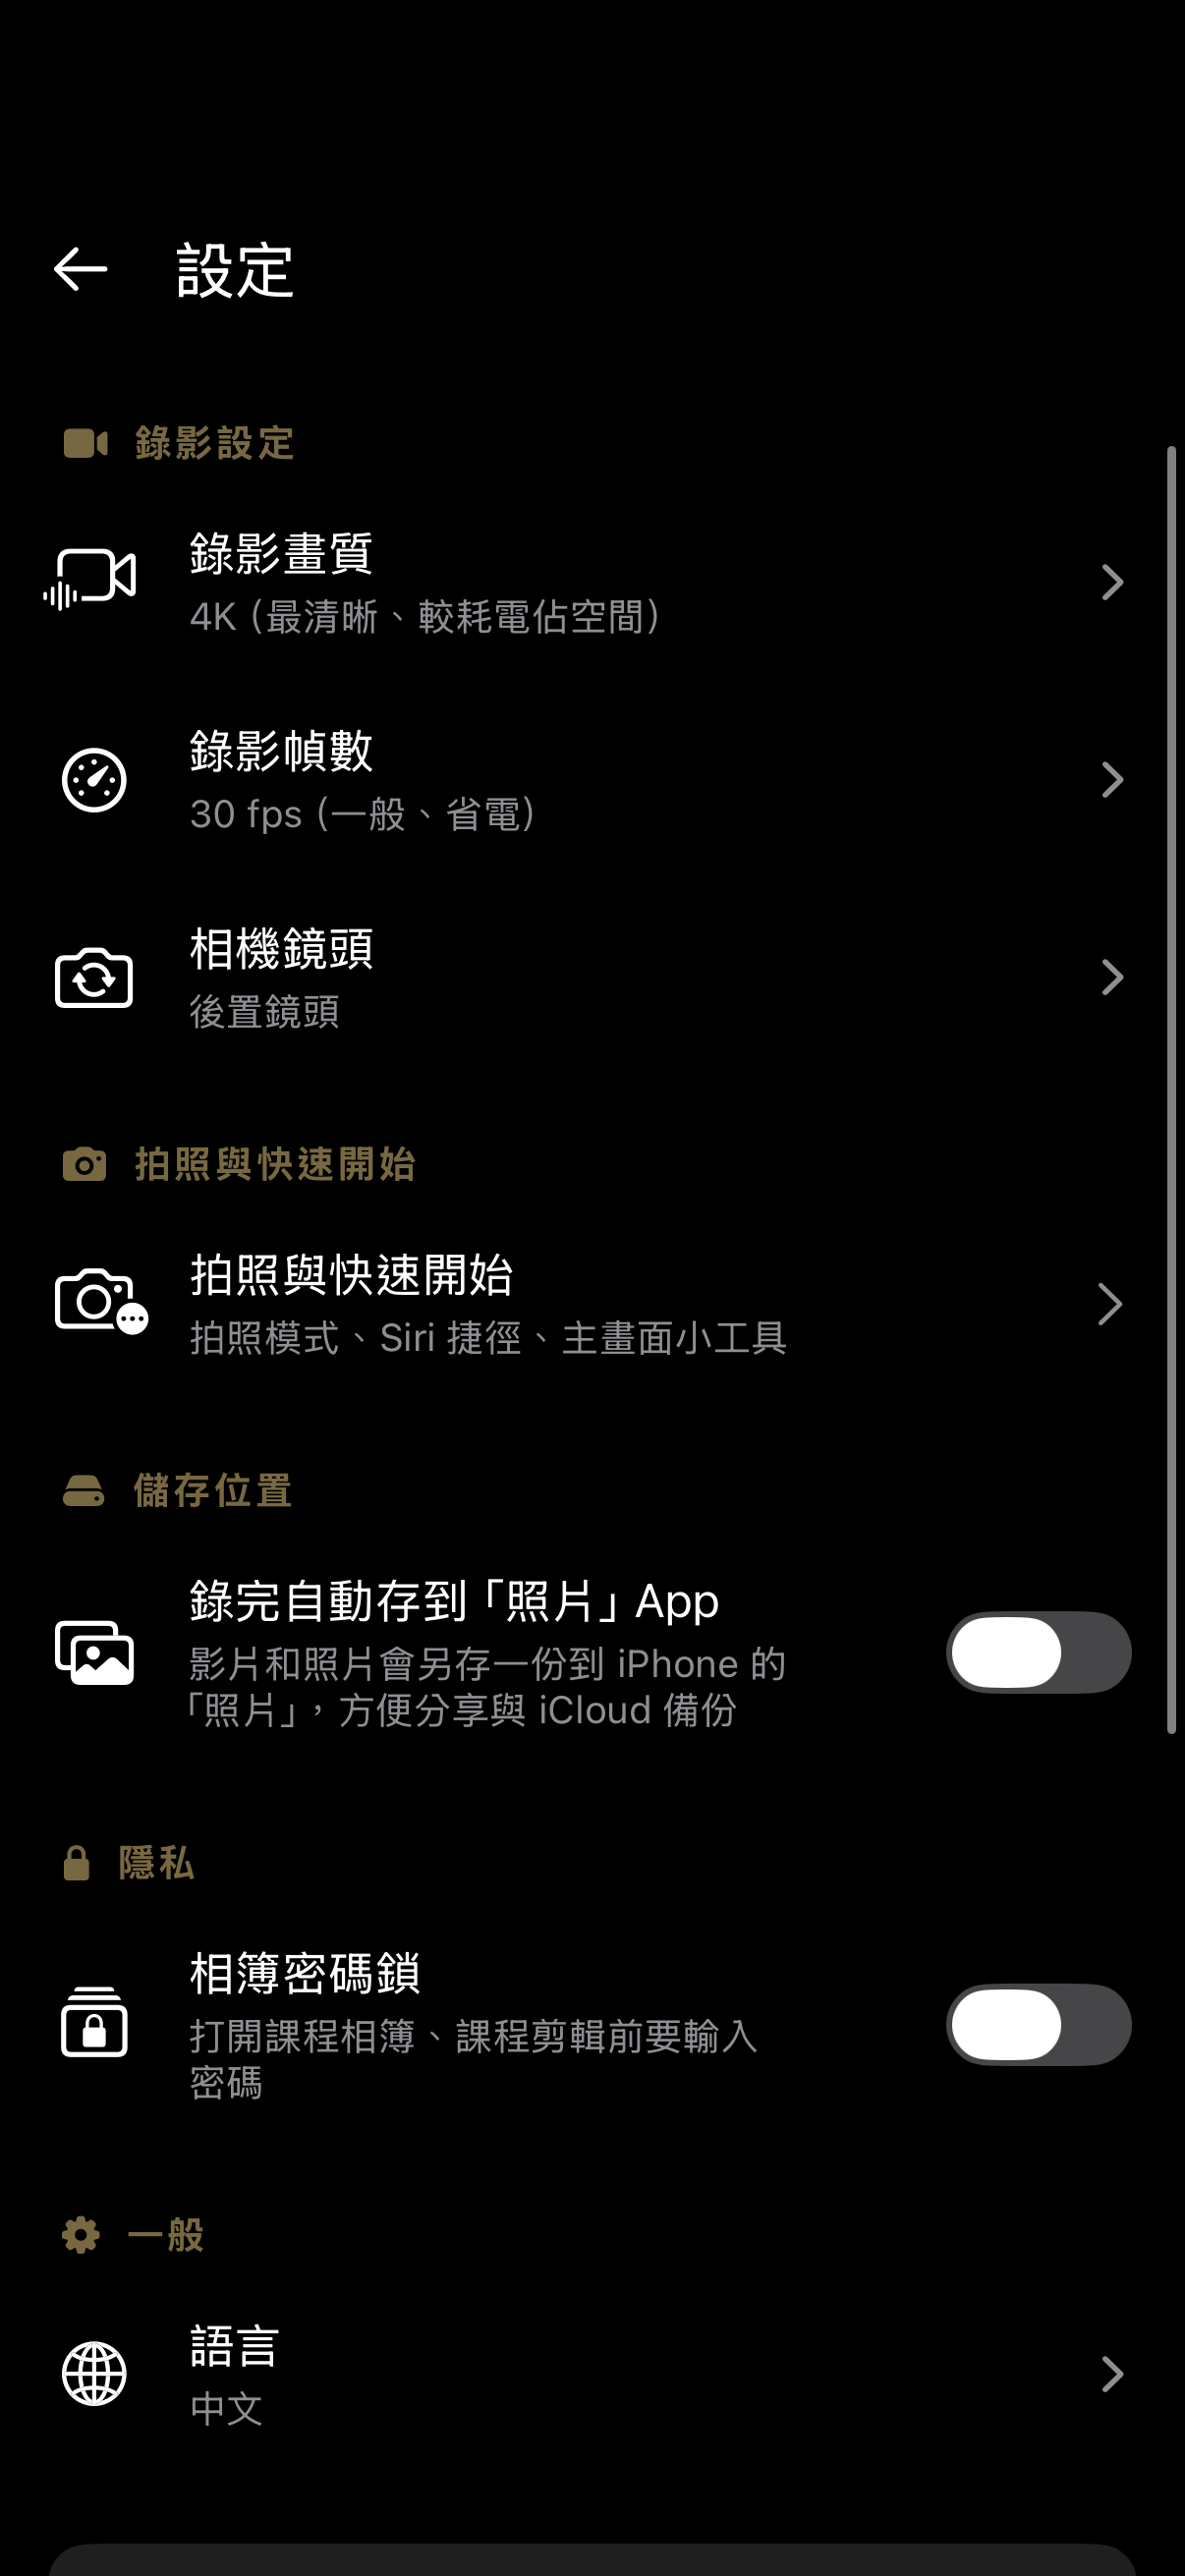 設定
錄影設定
錄影畫質
4K（最清晰、較耗電佔空間）
錄影幀數
30 fps（一般、省電）
相機鏡頭
後置鏡頭
拍照與快速開始
拍照與快速開始
拍照模式、Siri 捷徑、主畫面小工具
儲存位置
錄完自動存到「照片」App
影片和照片會另存一份到 iPhone 的
「照片」，方便分享與 iCloud 備份
隱私
相簿密碼鎖
打開課程相簿、課程剪輯前要輸入
密碼
一般
語言
中文